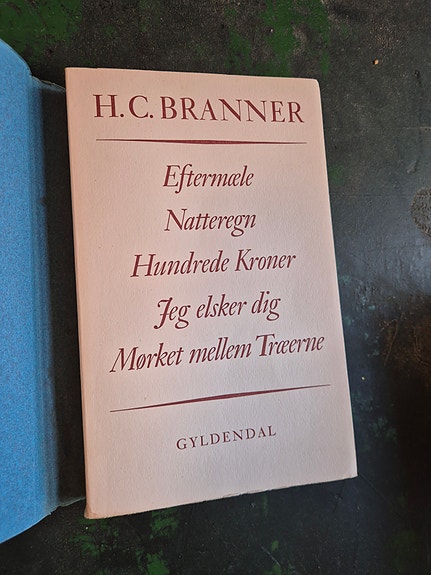 H.C. BRANNER
Eftermæle
Natteregn
Hundrede Kroner
Jeg elsker dig
Mørket mellem Træerne
GYLDENDAL